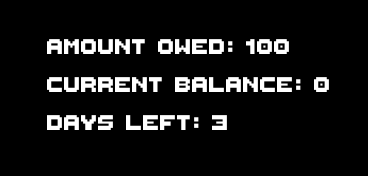 AMOUNT OWED: 100
CURRENT BALANCE: 0
DAYS LEFT: 3